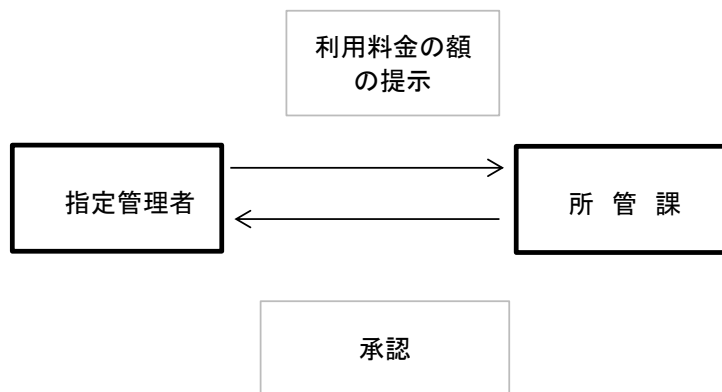 利用料金の額
の提示
指定管理者
所 管 課
承認